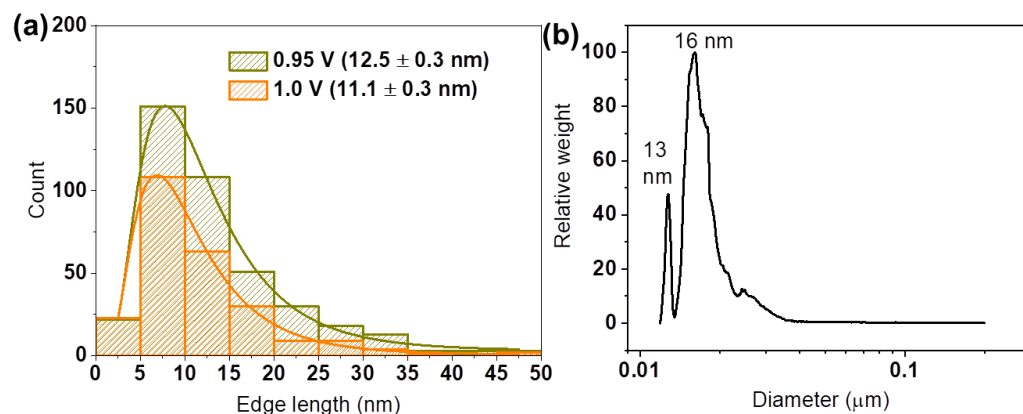 (a)
200
150
100
50
0
Count
0.95 V (12.5 ± 0.3 nm)
1.0 V (11.1 ± 0.3 nm)
0 5 10 15 20 25 30 35 40 45 50
Edge length (nm)
(b)
100
80
60
40
20
0
Relative weight
16 nm
13
nm
0.01 0.1
Diameter (μm)